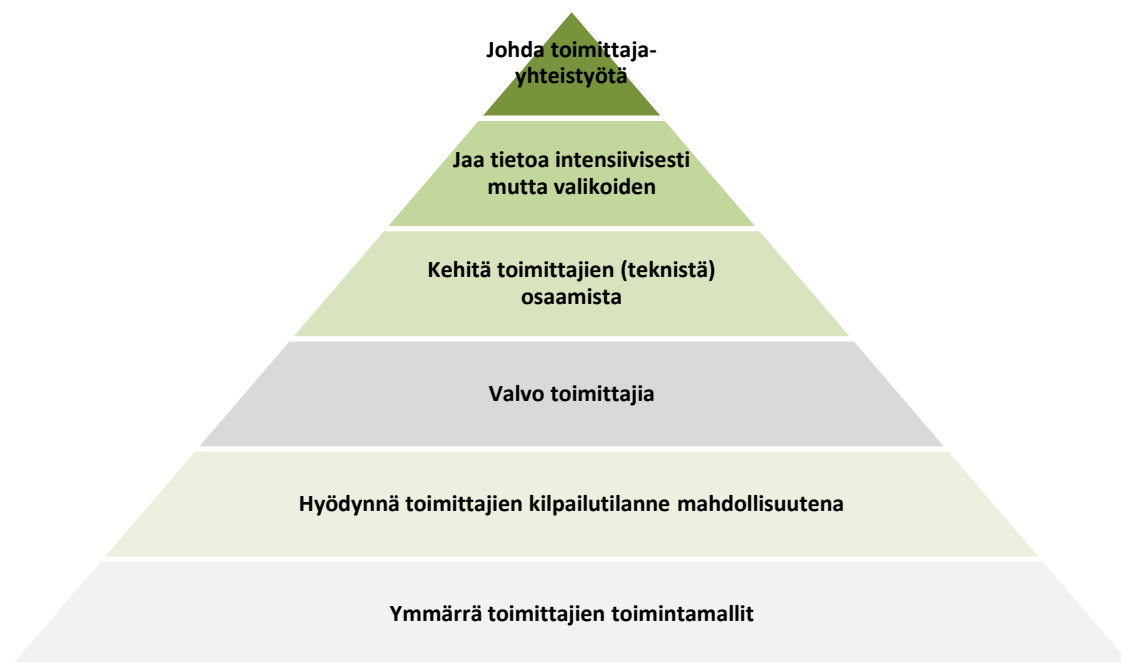 Johda toimittaja-
yhteistyötä
Jaa tietoa intensiivisesti
mutta valikoiden
Kehitä toimittajien (teknistä)
osaamista
Valvo toimittajia
Hyödynnä toimittajien kilpailutilanne mahdollisuutena
Ymmärrä toimittajien toimintamallit